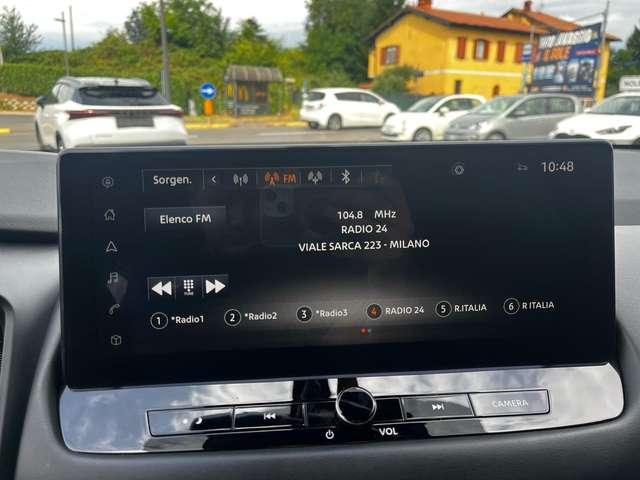 Sorgen.
FM
10:48
Elenco FM
104.8 MHz
RADIO 24
VIALE SARCA 223 - MILANO
TUNE
1 *Radio1
2 *Radio2
3 *Radio3
4 RADIO 24
5 R.ITALIA
6 R ITALIA
CAMERA
VOL